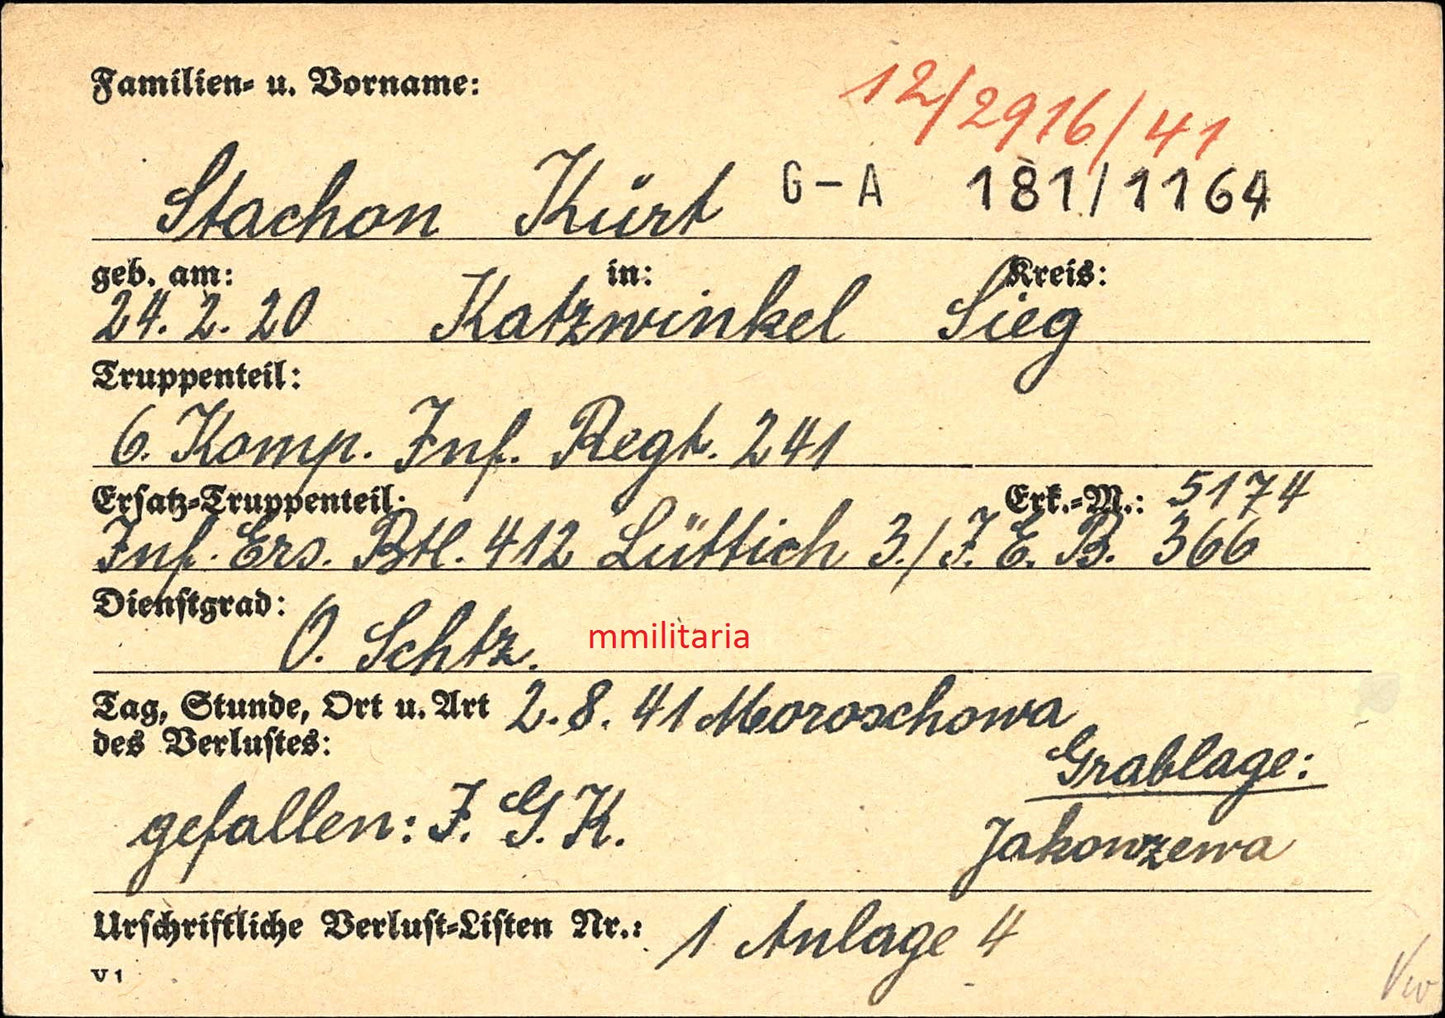 Familien- u. Vorname:
12/2916/41
Stachon Kurt G-A 181/1164
geb. am: in: Kreis:
24. 2. 20 Katzwinkel Sieg
Truppenteil:
6. Komp. Inf. Regt. 241
Ersatz-Truppenteil: Erk.-M.: 5174
Inf. Ers. Btl. 412 Lüttich 3./J. E. B. 366
Dienstgrad:
O. Schtz.
mmilitaria
Tag, Stunde, Ort u. Art 2.8.41 Moroschowa
des Verlustes:
Grablage:
gefallen: I. G. K.
Jakowzewa
Urschriftliche Verlust-Listen Nr.: 1 Anlage 4
V 1